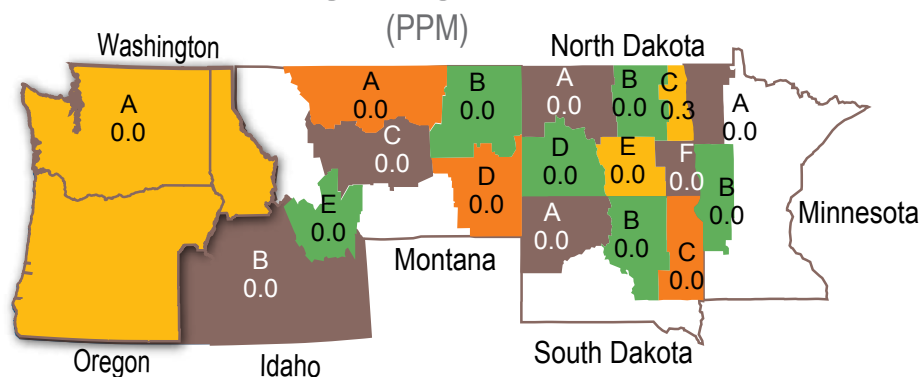 (PPM)
Washington
North Dakota
A
0.0
A
0.0
B
0.0
A
0.0
B
0.0
C
0.3
A
0.0
C
0.0
D
0.0
D
0.0
E
0.0
F
0.0
B
0.0
E
0.0
A
0.0
B
0.0
C
0.0
B
0.0
Minnesota
Montana
South Dakota
Oregon
Idaho